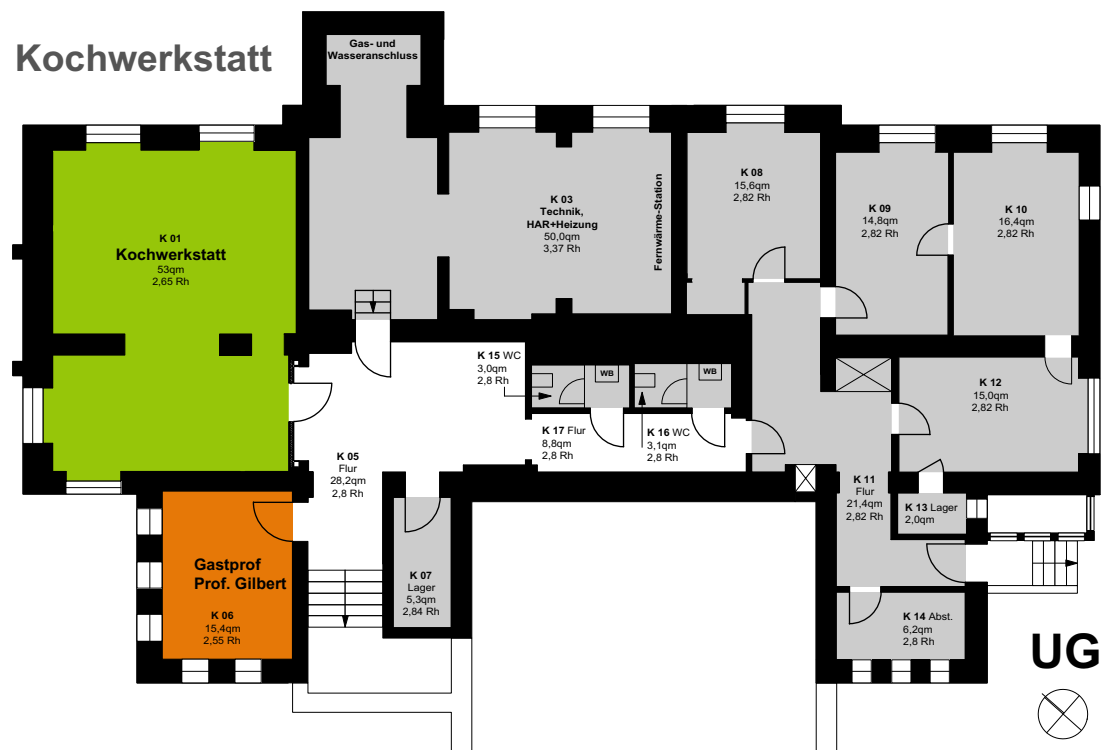 Kochwerkstatt
Gas- und
Wasseranschluss
K 01
Kochwerkstatt
53qm
2,65 Rh
K 03
Technik,
HAR+Heizung
50,0qm
3,37 Rh
Fernwärme-Station
K 08
15,6qm
2,82 Rh
K 09
14,8qm
2,82 Rh
K 10
16,4qm
2,82 Rh
K 15 WC
3,0qm
2,8 Rh
WB
WB
K 12
15,0qm
2,82 Rh
K 17 Flur
8,8qm
2,8 Rh
K 16 WC
3,1qm
2,8 Rh
K 05
Flur
28,2qm
2,8 Rh
K 11
Flur
21,4qm
2,82 Rh
K 13 Lager
2,0qm
Gastprof
Prof. Gilbert
K 06
15,4qm
2,55 Rh
K 07
Lager
5,3qm
2,84 Rh
K 14 Abst.
6,2qm
2,8 Rh
UG